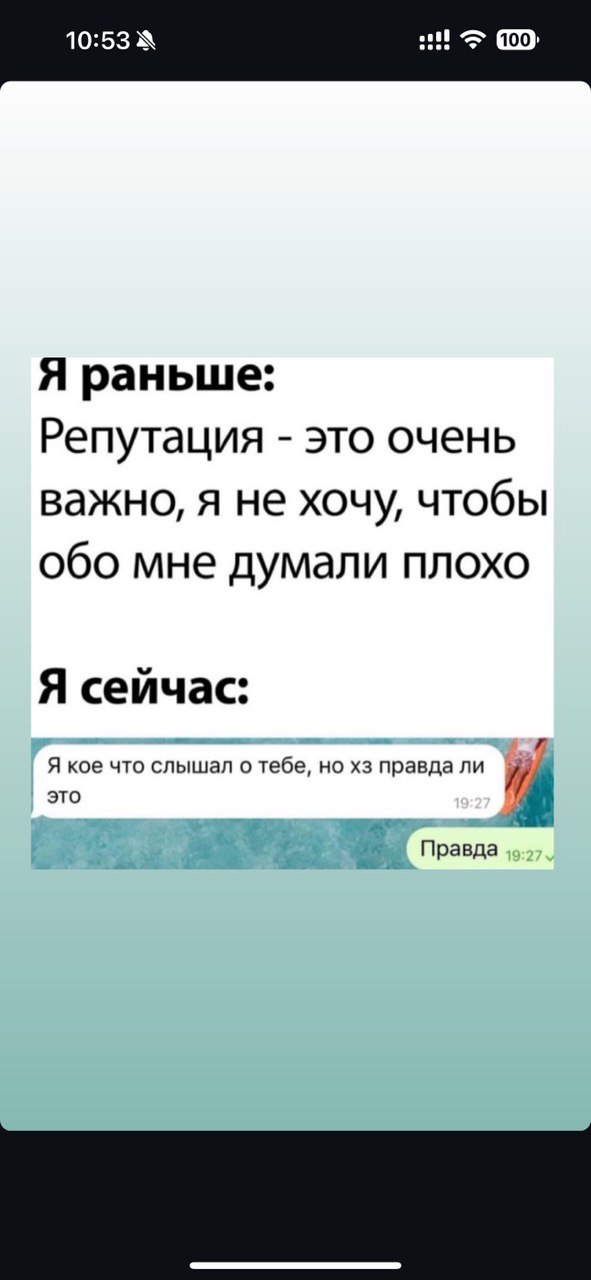 10:53
100
Я раньше:
Репутация - это очень
важно, я не хочу, чтобы
обо мне думали плохо
Я сейчас:
Я кое что слышал о тебе, но хз правда ли
это
19:27
Правда 19:27